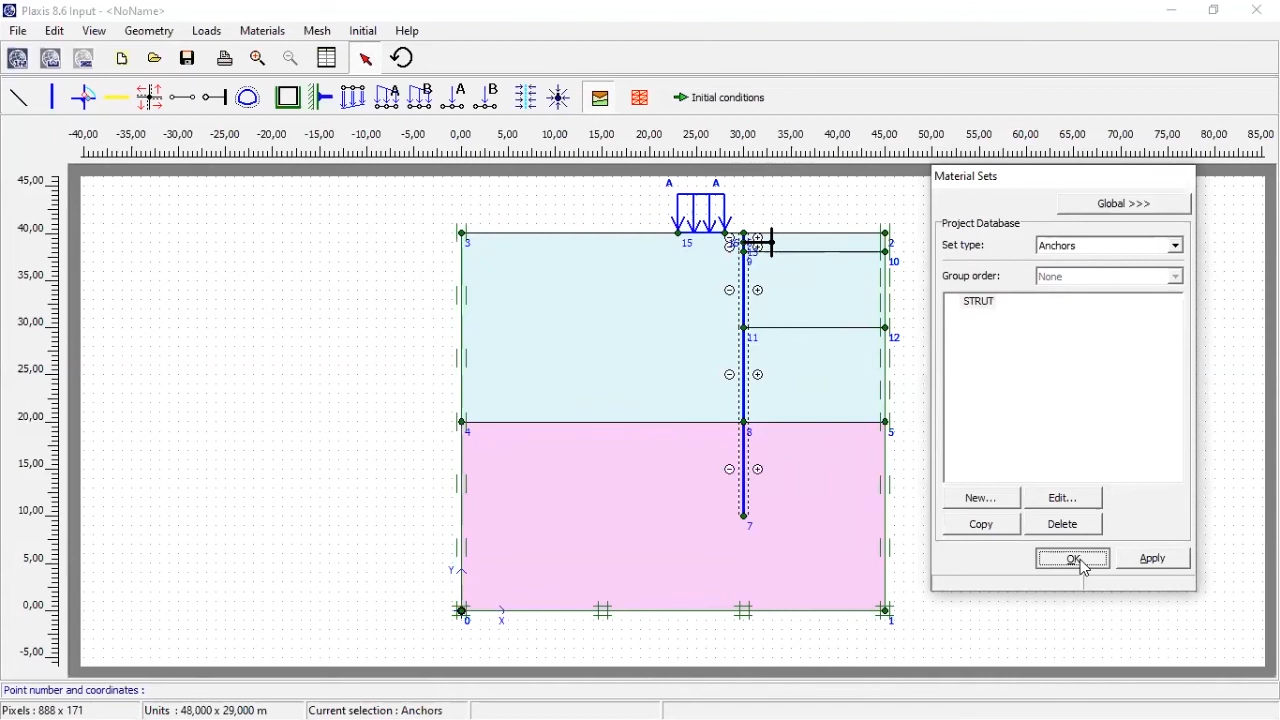 Plaxis 8.6 Input - <NoName>
File Edit View Geometry Loads Materials Mesh Initial Help
A B A B Initial conditions
-40,00 -35,00 -30,00 -25,00 -20,00 -15,00 -10,00 -5,00 0,00 5,00 10,00 15,00 20,00 25,00 30,00 35,00 40,00 45,00 50,00 55,00 60,00 65,00 70,00 75,00 80,00 85,00
45,00
40,00
35,00
30,00
25,00
20,00
15,00
10,00
5,00
0,00
-5,00
A A
3 15 2
9 10
11 12
4 8 5
7
Y
X
0 1
Material Sets
Global >>>
Project Database
Set type: Anchors
Group order: None
STRUT
New... Edit...
Copy Delete
OK Apply
Point number and coordinates :
Pixels : 888 x 171 Units : 48,000 x 29,000 m Current selection : Anchors